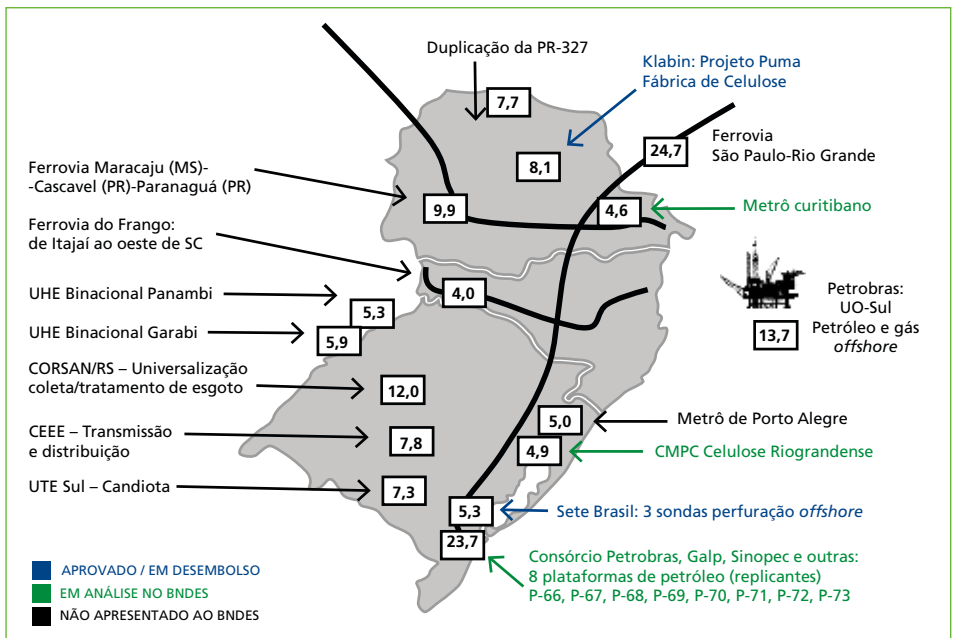 Duplicação da PR-327
7,7
Klabin: Projeto Puma
Fábrica de Celulose
8,1
24,7
Ferrovia
São Paulo-Rio Grande
Ferrovia Maracaju (MS)-
-Cascavel (PR)-Paranaguá (PR)
9,9
4,6
Metrô curitibano
Ferrovia do Frango:
de Itajaí ao oeste de SC
4,0
UHE Binacional Panambi
5,3
UHE Binacional Garabi
5,9
Petrobras:
UO-Sul
Petróleo e gás
offshore
13,7
CORSAN/RS – Universialização
coleta/tratamento de esgoto
12,0
5,0
Metrô de Porto Alegre
CEEE – Transmissão
e distribuição
7,8
4,9
CMPC Celulose Riograndense
UTE Sul – Candiota
7,3
5,3
Sete Brasil: 3 sondas perfuração offshore
23,7
Consórcio Petrobras, Galp, Sinopec e outras:
8 plataformas de petróleo (replicantes)
P-66, P-67, P-68, P-69, P-70, P-71, P-72, P-73
APROVADO / EM DESEMBOLSO
EM ANÁLISE NO BNDES
NÃO APRESENTADO AO BNDES